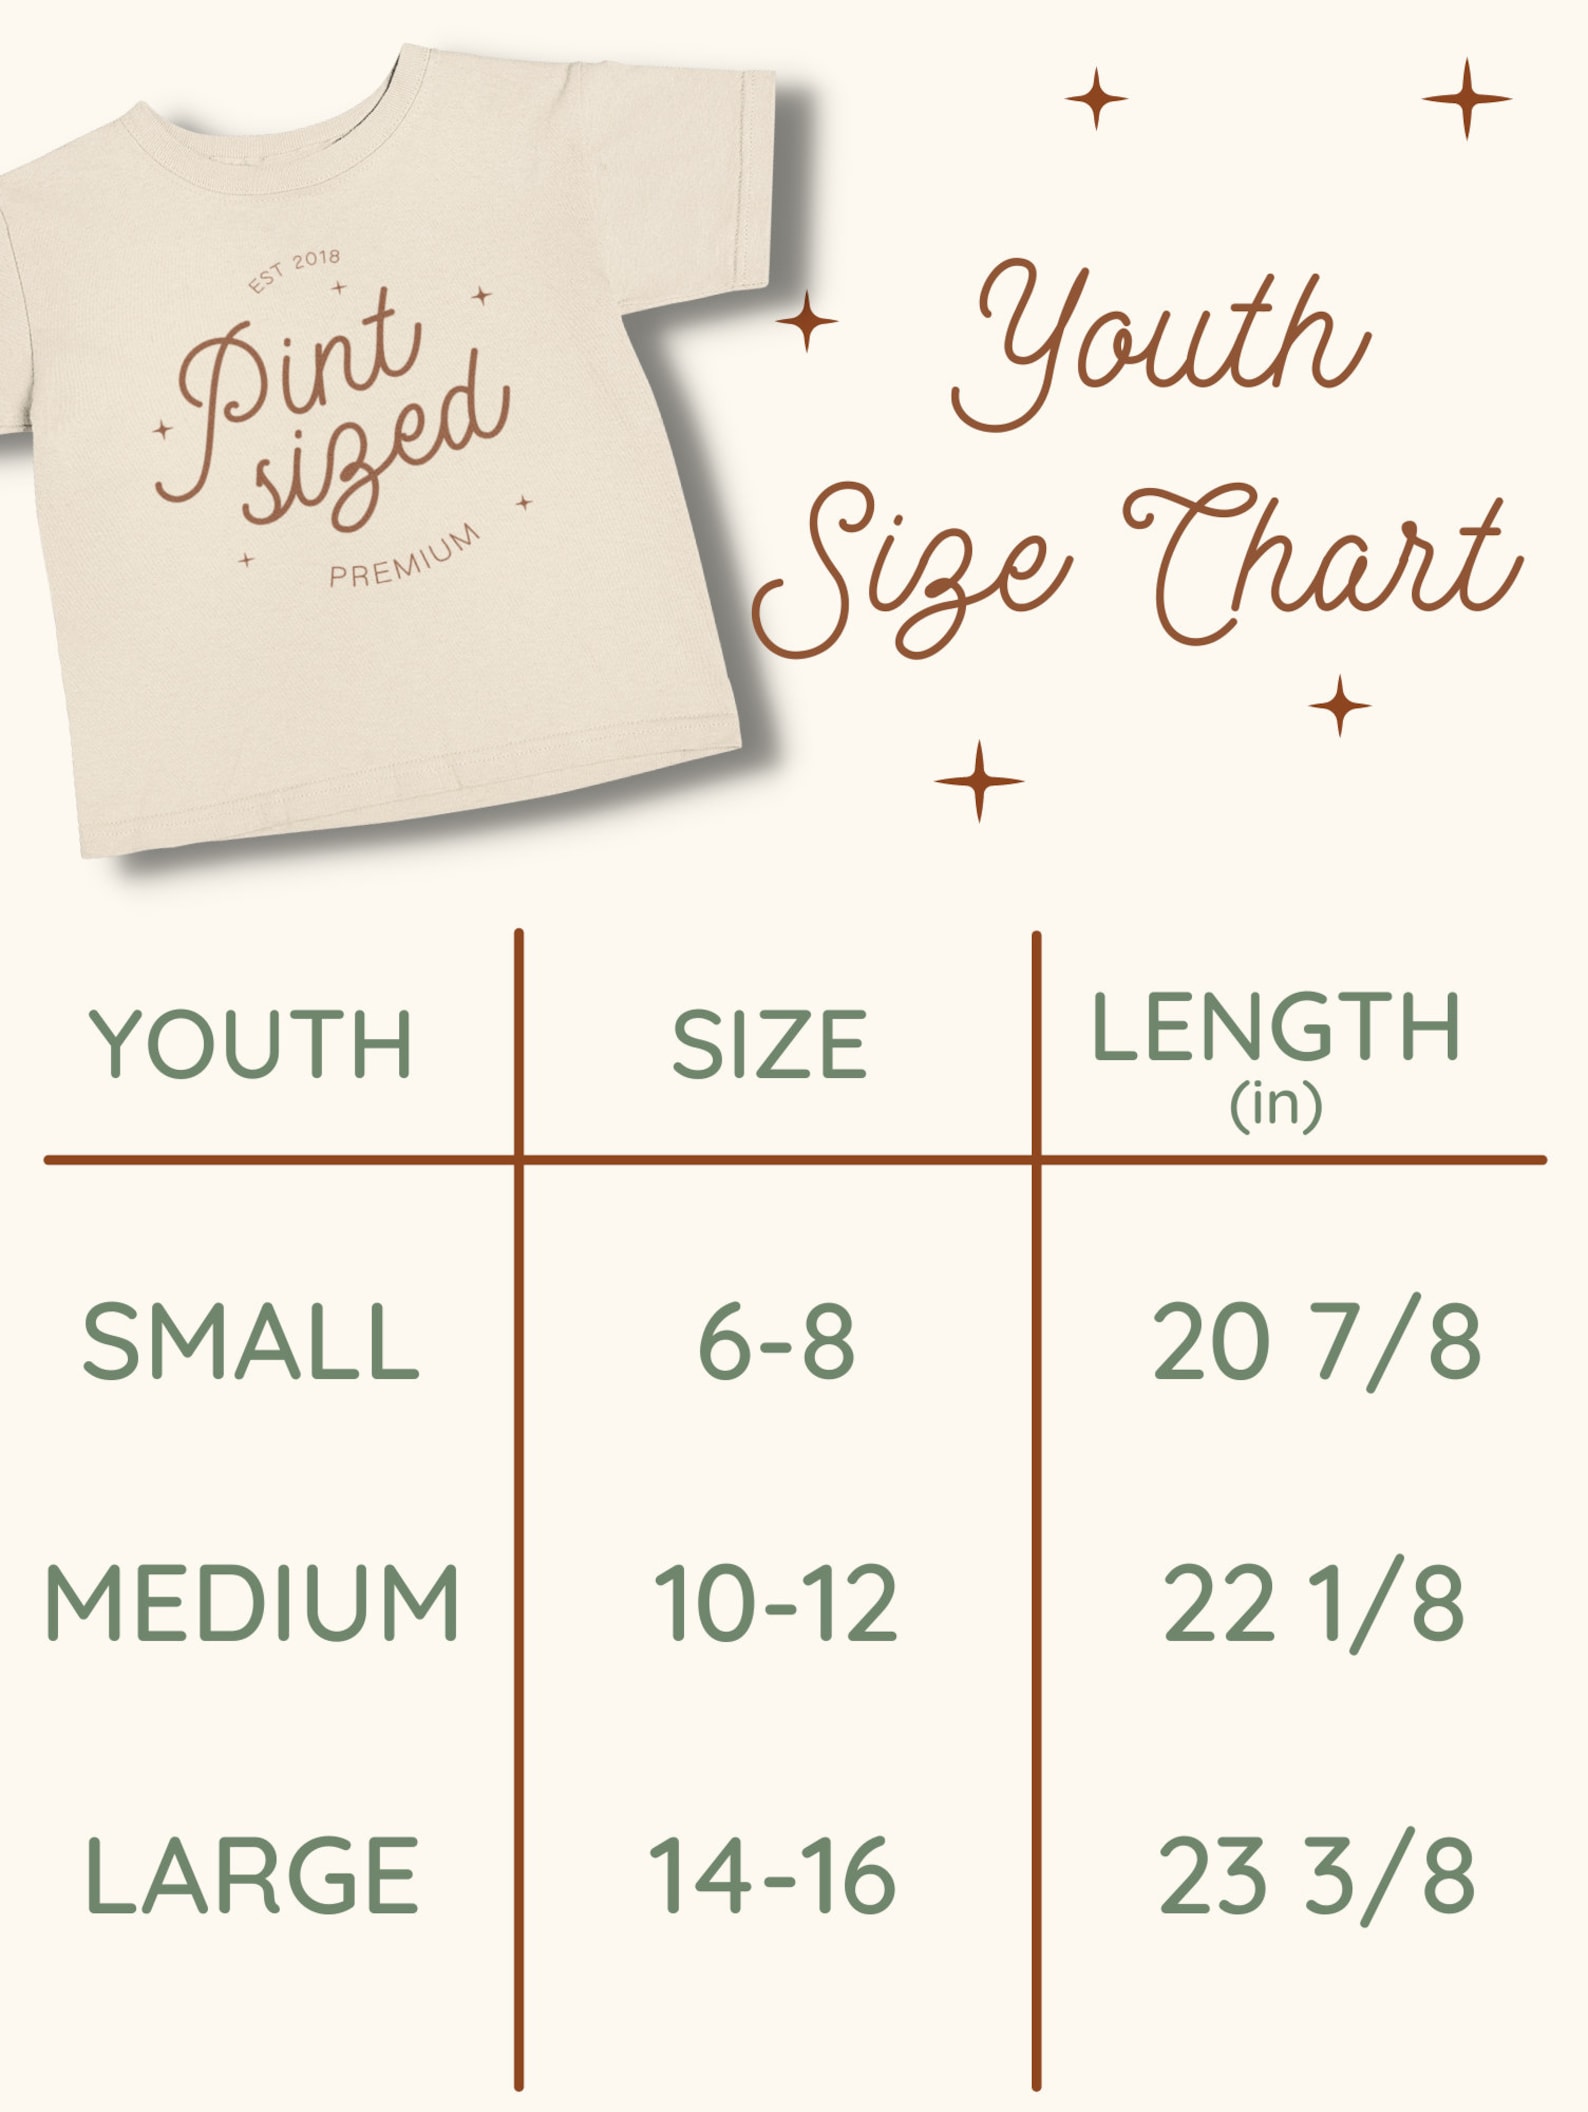 EST 2018
Pint
sized
PREMIUM
Youth
Size Chart
YOUTH SIZE LENGTH
(in)
SMALL 6-8 20 7/8
MEDIUM 10-12 22 1/8
LARGE 14-16 23 3/8